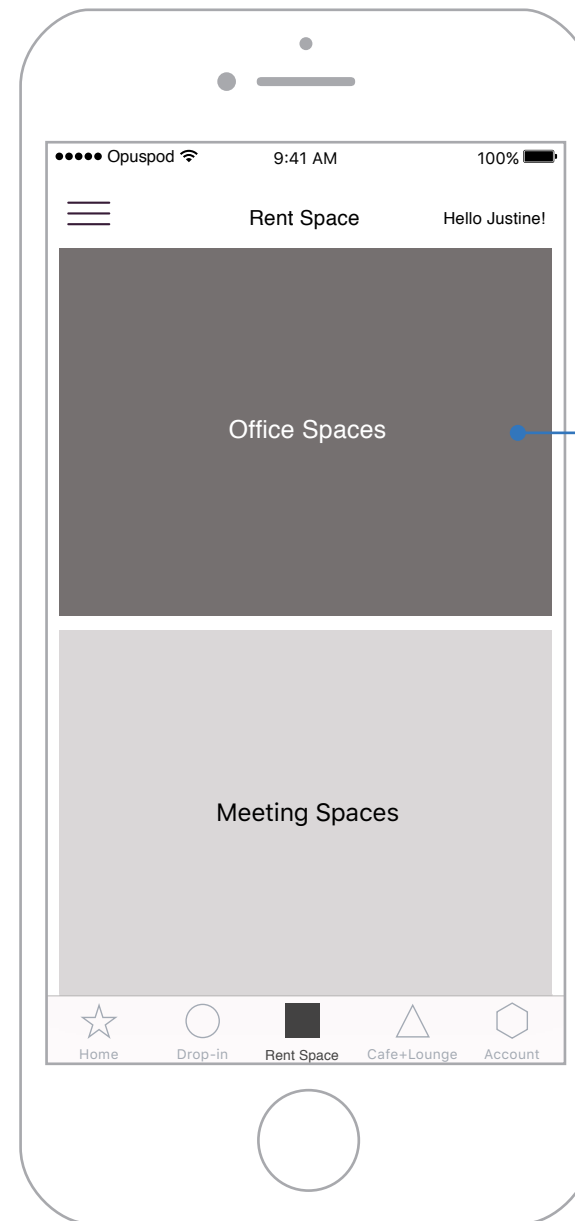 Opuspod 9:41 AM 100%
Rent Space Hello Justine!
Office Spaces
Meeting Spaces
Home Drop-in Rent Space Cafe+Lounge Account